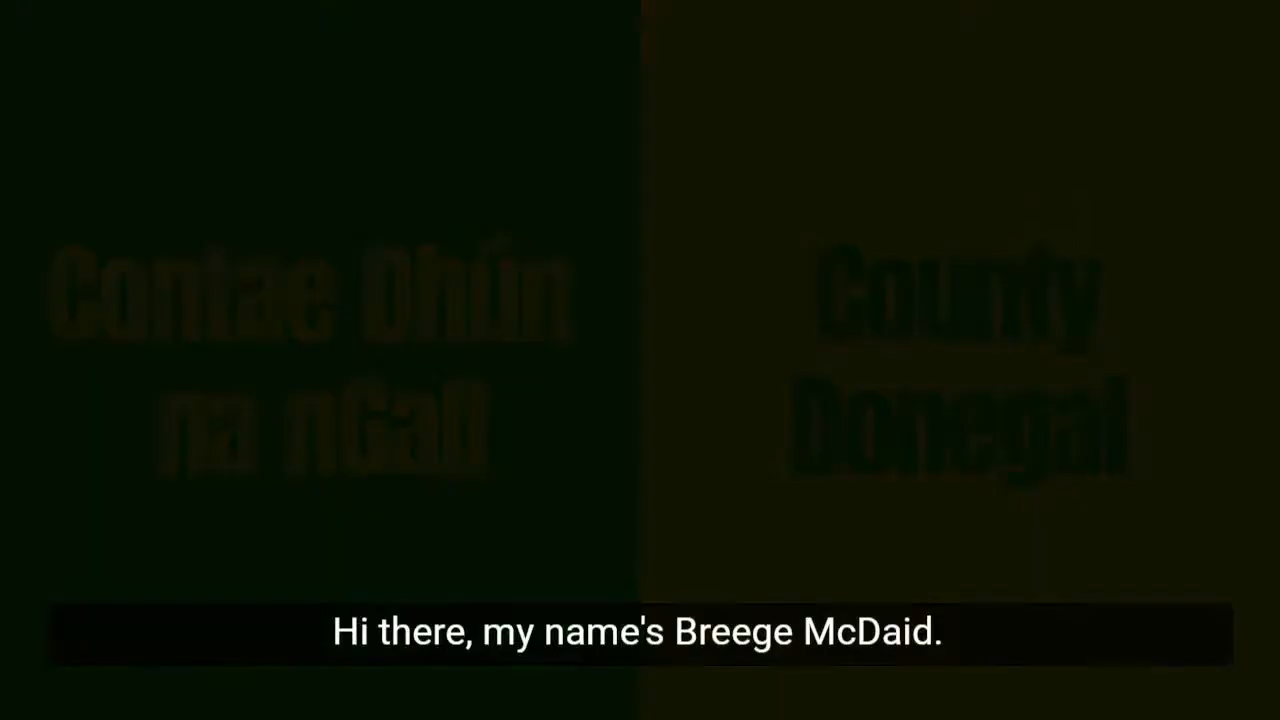 Contae Dhún
na nGall
County
Donegal
Hi there, my name's Breege McDaid.